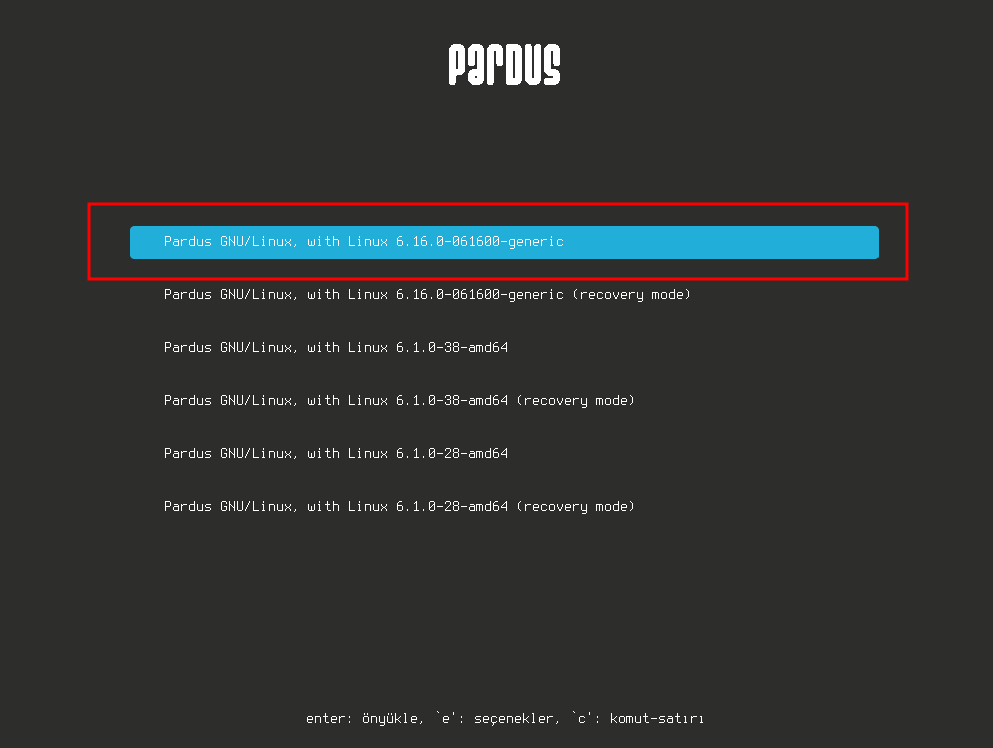 PARDUS
Pardus GNU/Linux, with Linux 6.16.0-061600-generic
Pardus GNU/Linux, with Linux 6.16.0-061600-generic (recovery mode)
Pardus GNU/Linux, with Linux 6.1.0-38-amd64
Pardus GNU/Linux, with Linux 6.1.0-38-amd64 (recovery mode)
Pardus GNU/Linux, with Linux 6.1.0-28-amd64
Pardus GNU/Linux, with Linux 6.1.0-28-amd64 (recovery mode)
enter: önyükle, `e': seçenekler, `c': komut-satırı